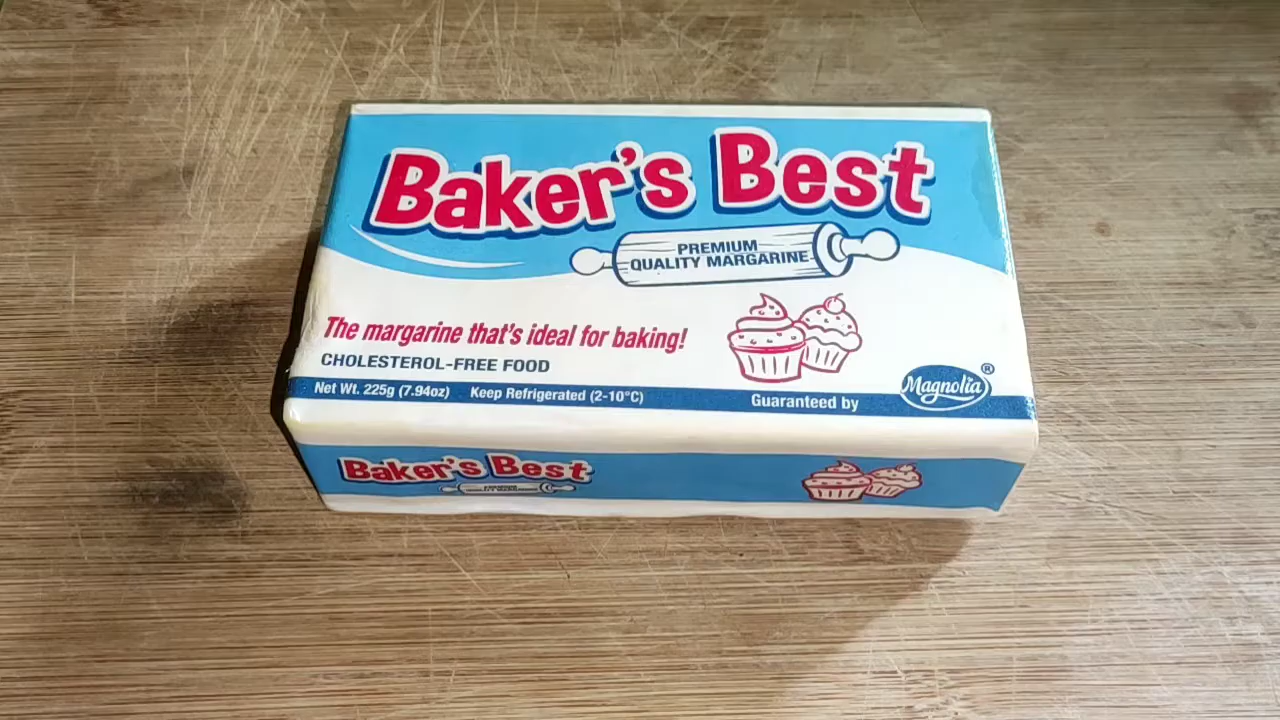 Baker's Best
PREMIUM
QUALITY MARGARINE
The margarine that's ideal for baking!
CHOLESTEROL-FREE FOOD
Net Wt. 225g (7.94oz) Keep Refrigerated (2-10°C) Guaranteed by Magnolia®
Baker's Best